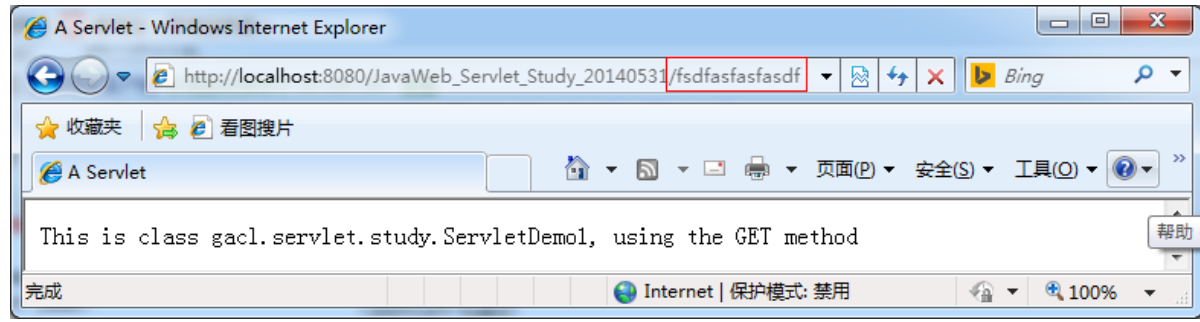 A Servlet - Windows Internet Explorer
http://localhost:8080/JavaWeb_Servlet_Study_20140531/fsdfasfasfasdf
Bing
收藏夹 看图搜片
A Servlet 页面(P) 安全(S) 工具(O) »
This is class gacl.servlet.study.ServletDemo1, using the GET method
帮助
完成 Internet | 保护模式: 禁用 100%